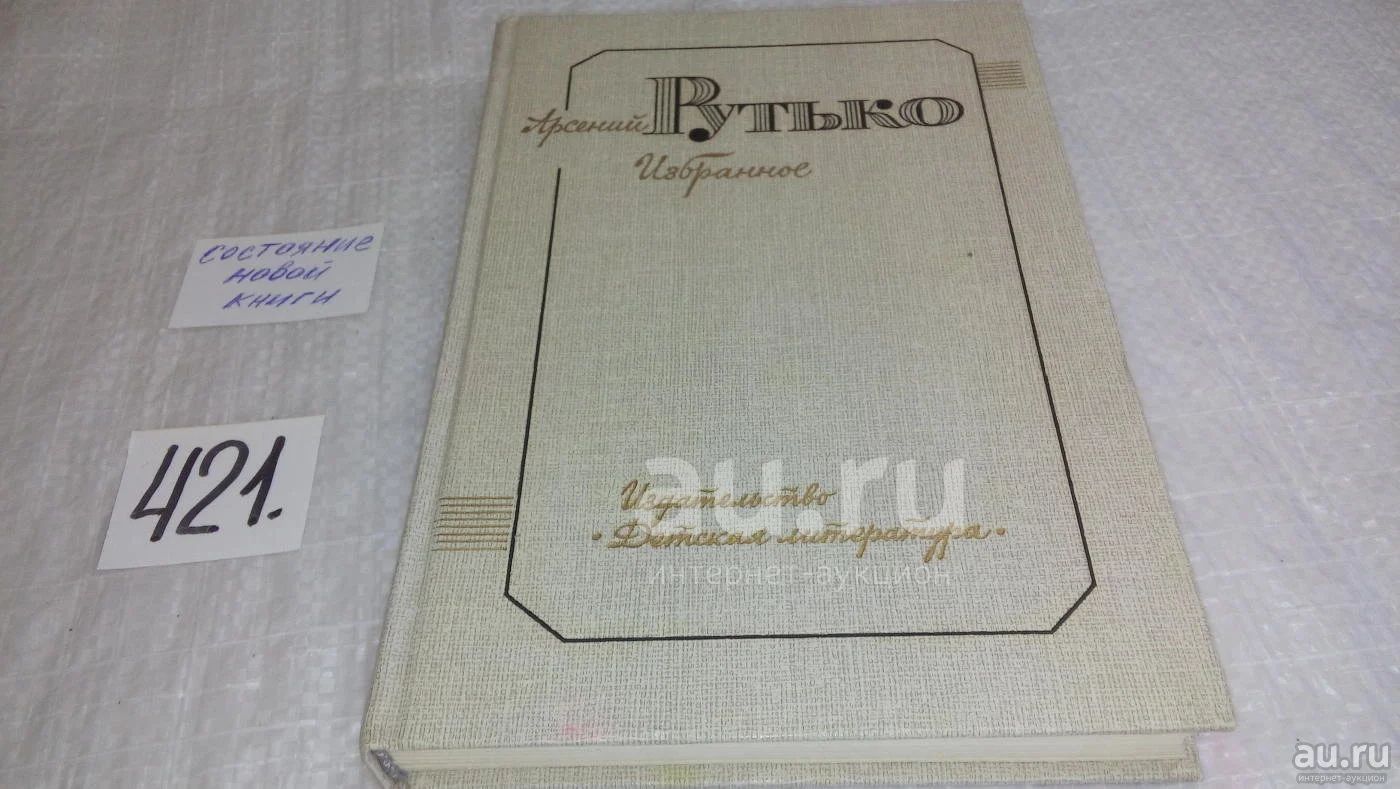 Арсений Рутько
Избранное
состояние
новой
книги
421.
au.ru
Издательство
• Детская литература •
интернет-аукцион
au.ru
интернет-аукцион